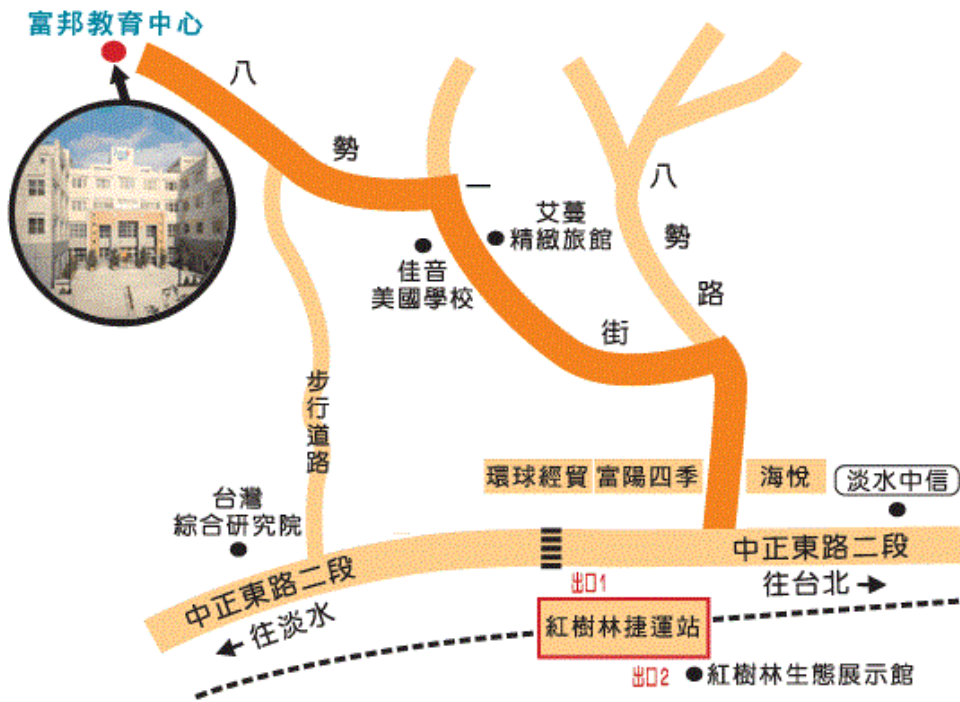 富邦教育中心
八勢一街
八勢路
艾蔓
精緻旅館
佳音
美國學校
步行道路
環球經貿
富陽四季
海悅
淡水中信
台灣
綜合研究院
中正東路二段
往淡水
中正東路二段
往台北
出口1
紅樹林捷運站
出口2
紅樹林生態展示館